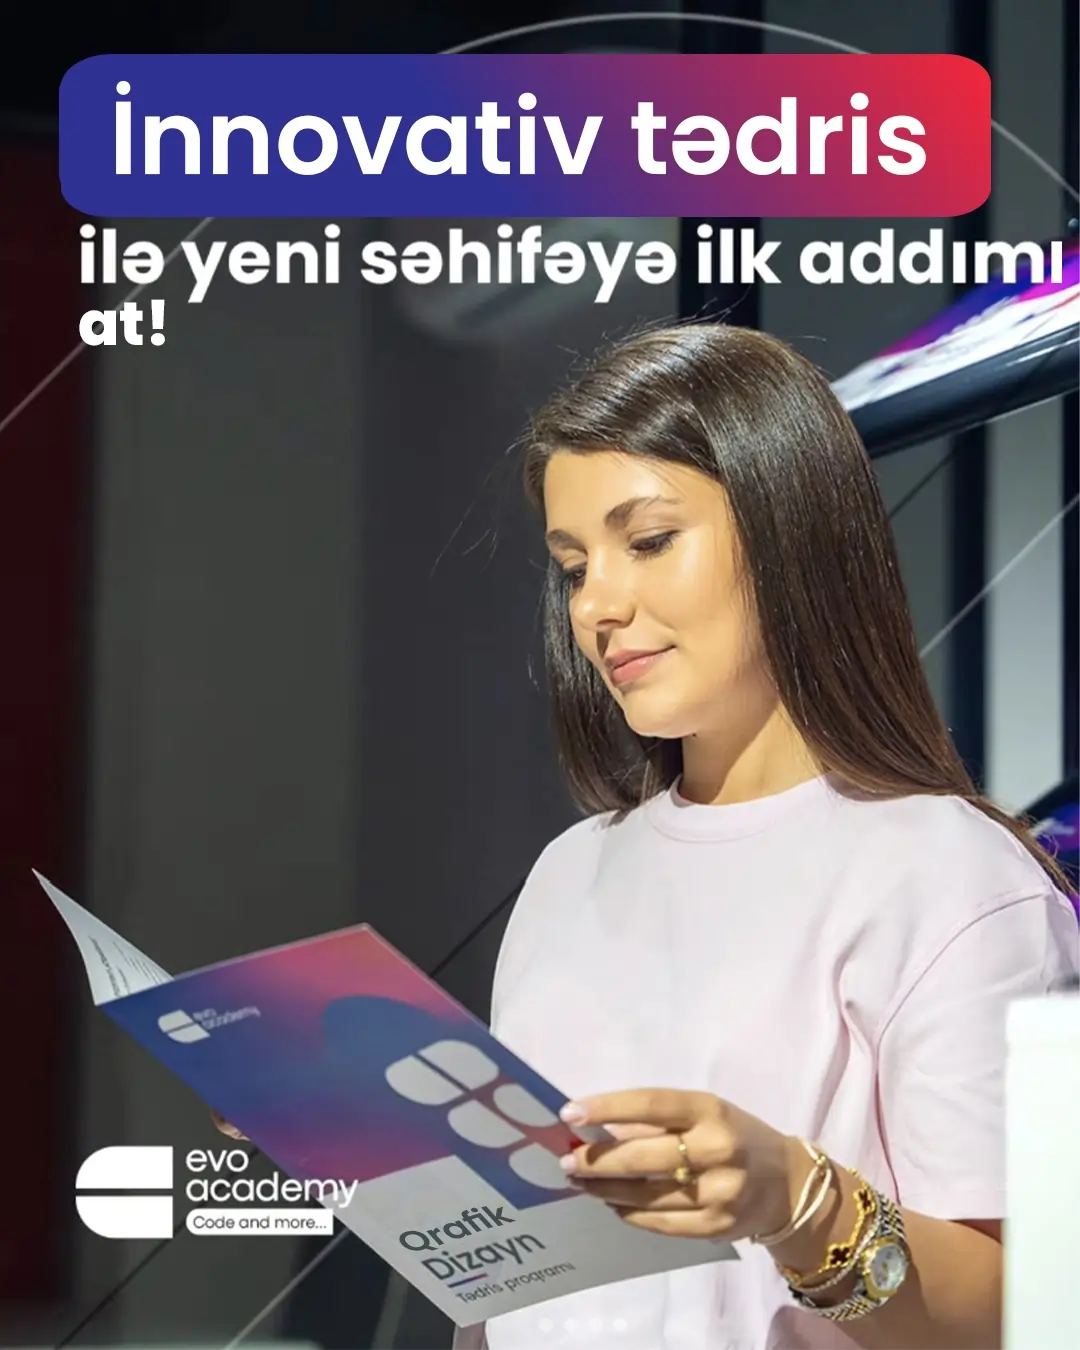 İnnovativ tədris
ilə yeni səhifəyə ilk addımı
at!
evo
academy
evo
academy
Code and more...
Qrafik
Dizayn
Tədris proqramı